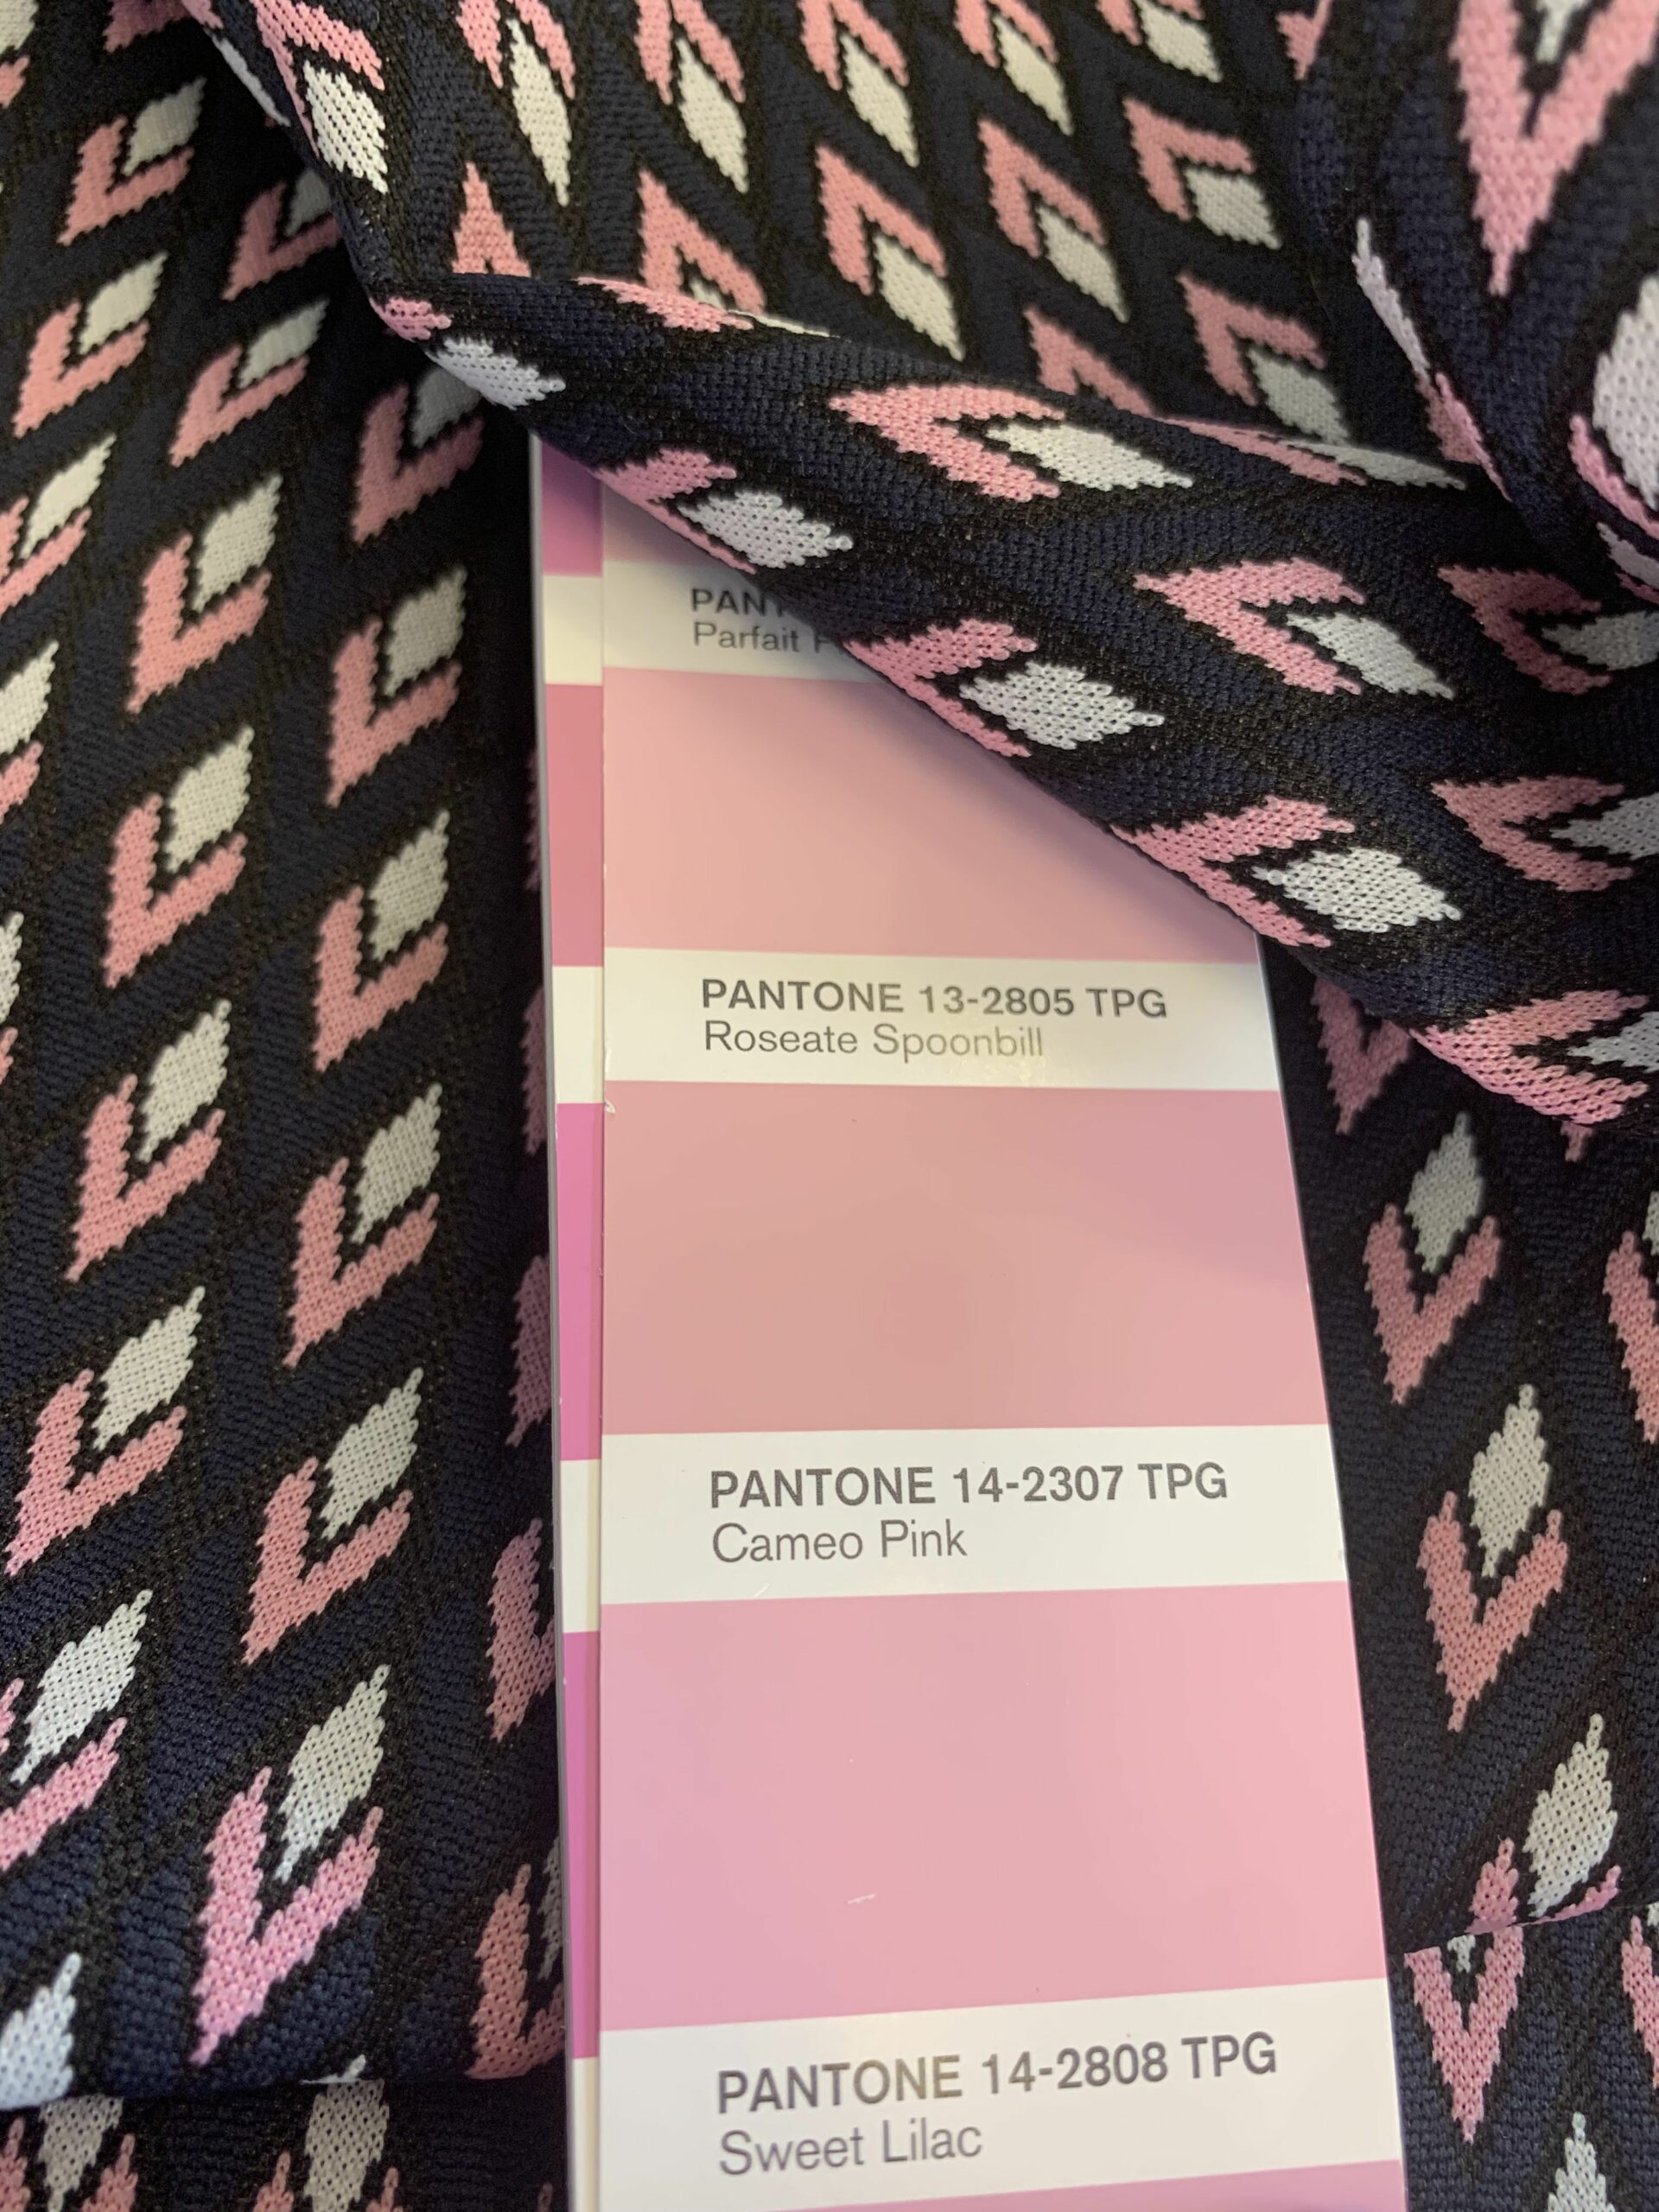 Parfait
PANTONE 13-2805 TPG
Roseate Spoonbill
PANTONE 14-2307 TPG
Cameo Pink
PANTONE 14-2808 TPG
Sweet Lilac